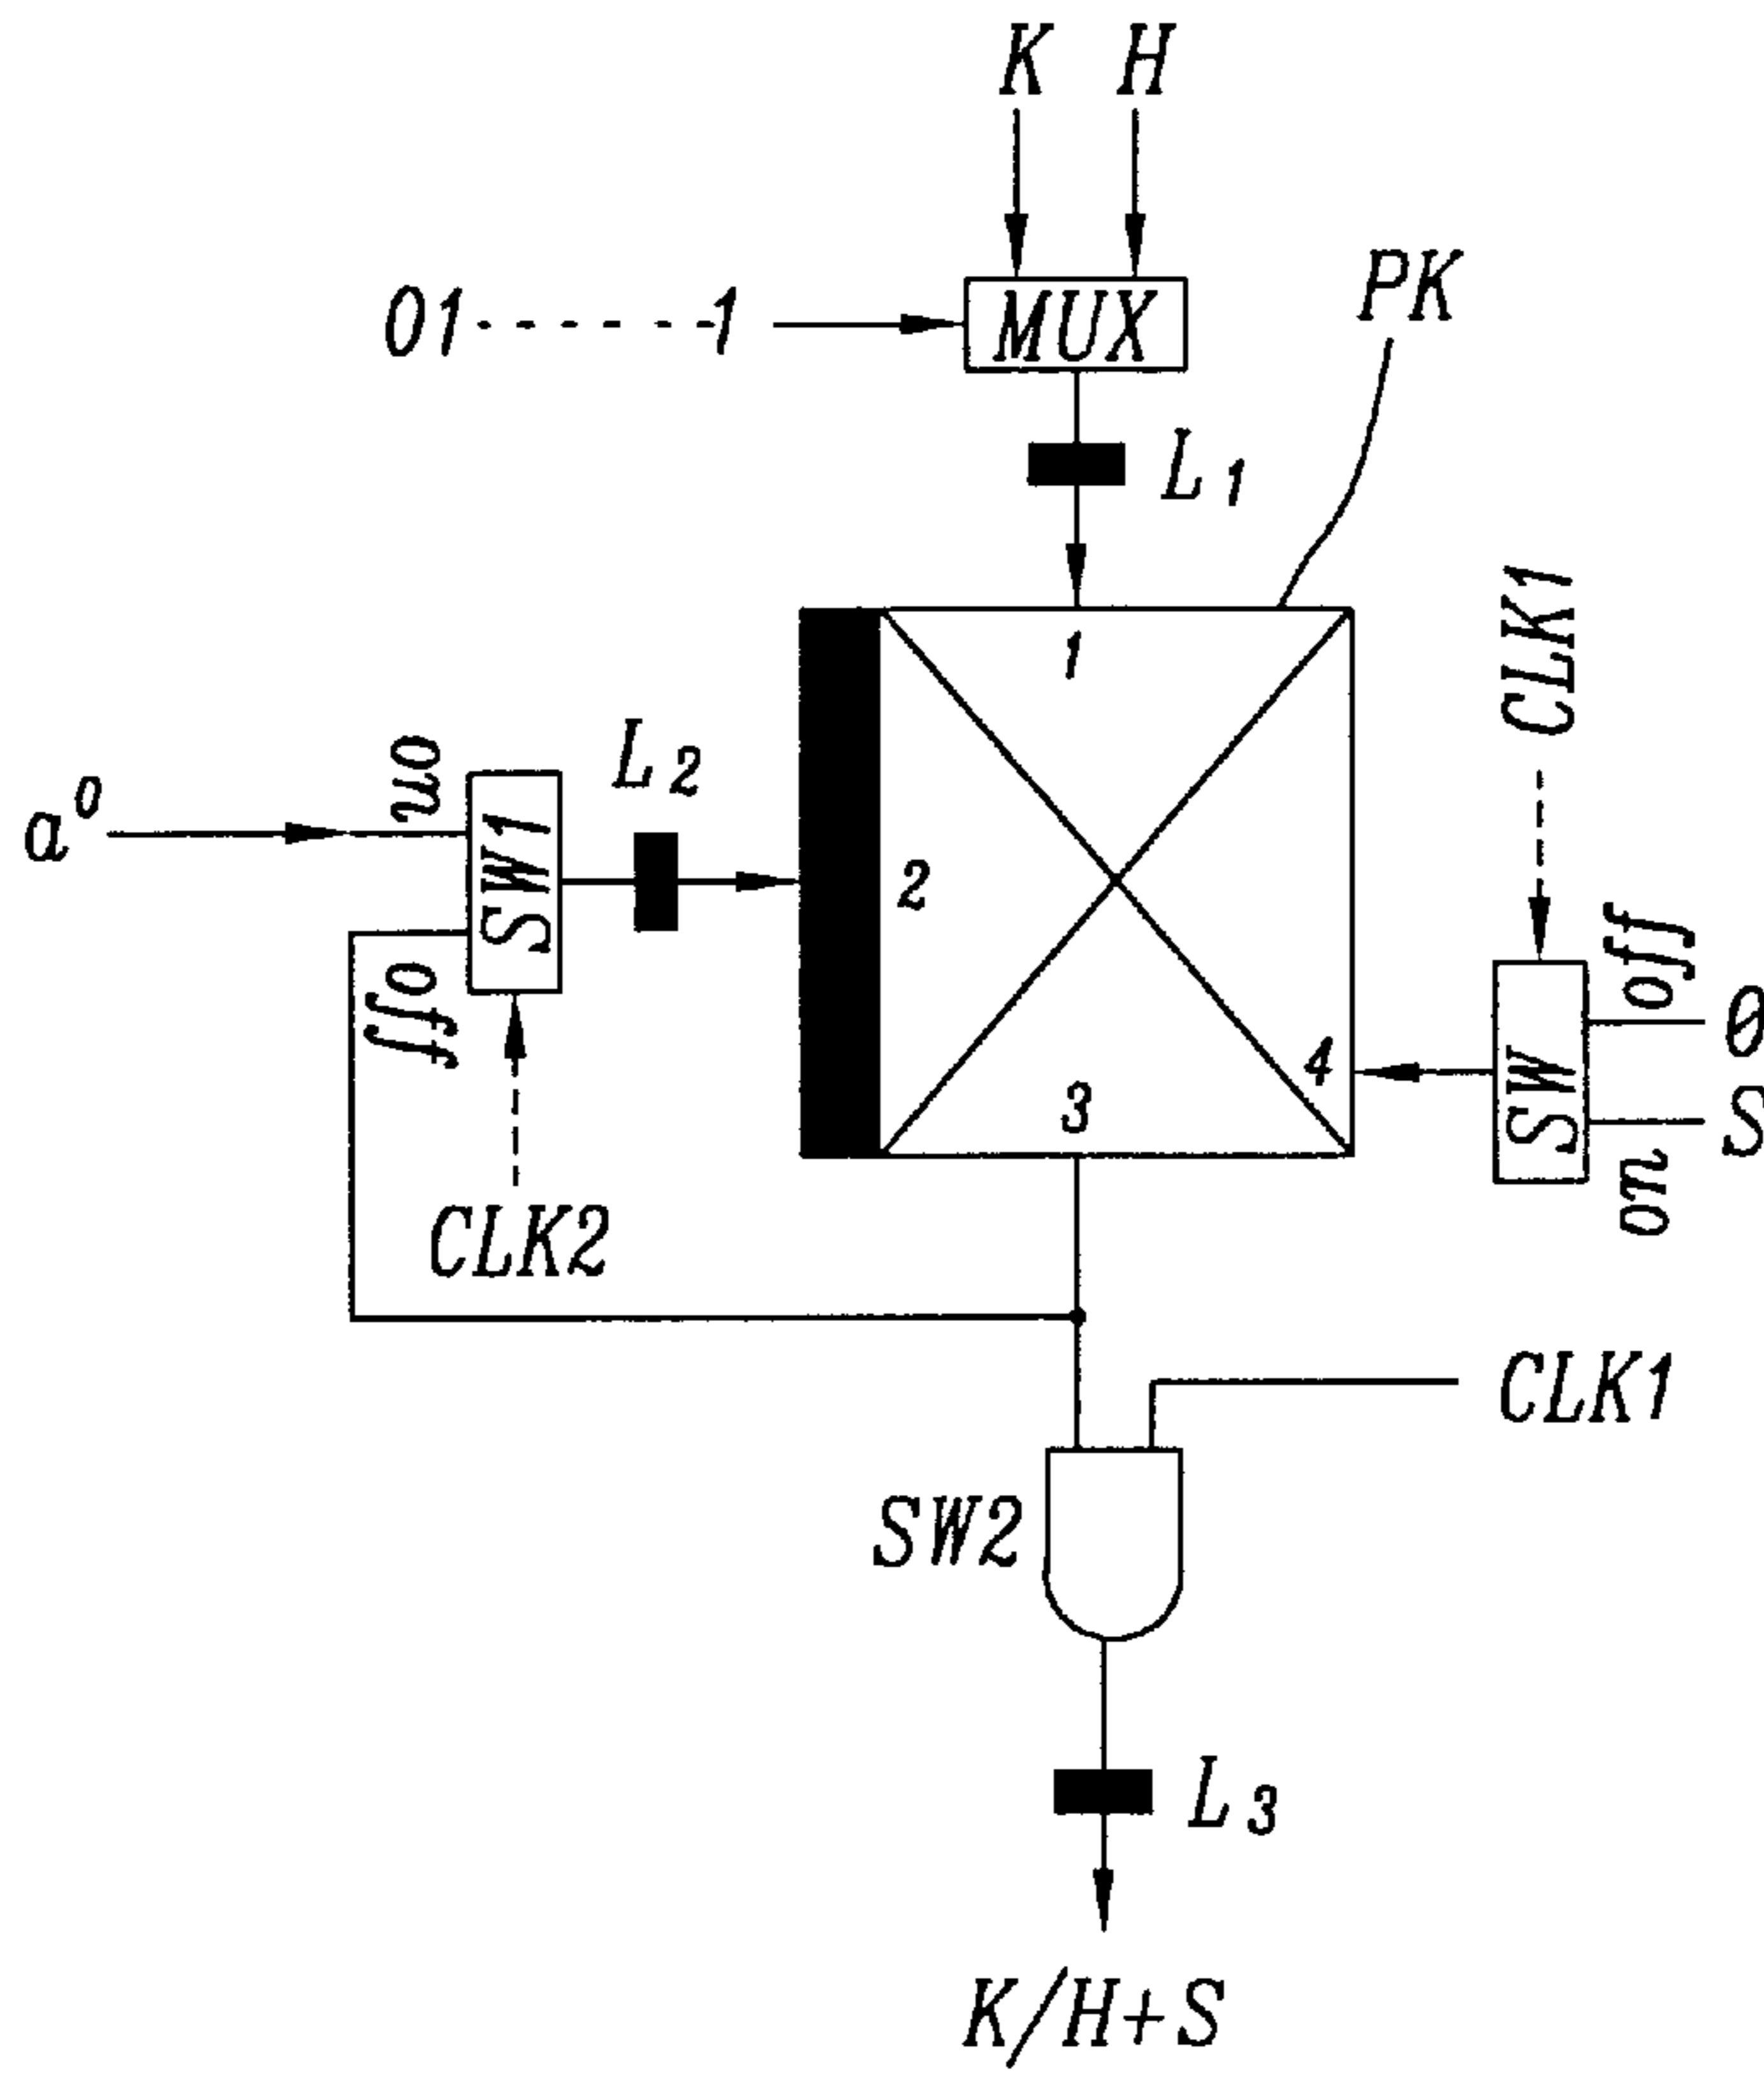 K H
01 - - - - - - 1
MUX
PK
L1
CLK1
L2
1
on
a⁰
SW1
2
off
off
0
4
SW
S
3
on
CLK2
CLK1
SW2
L3
K/H+S